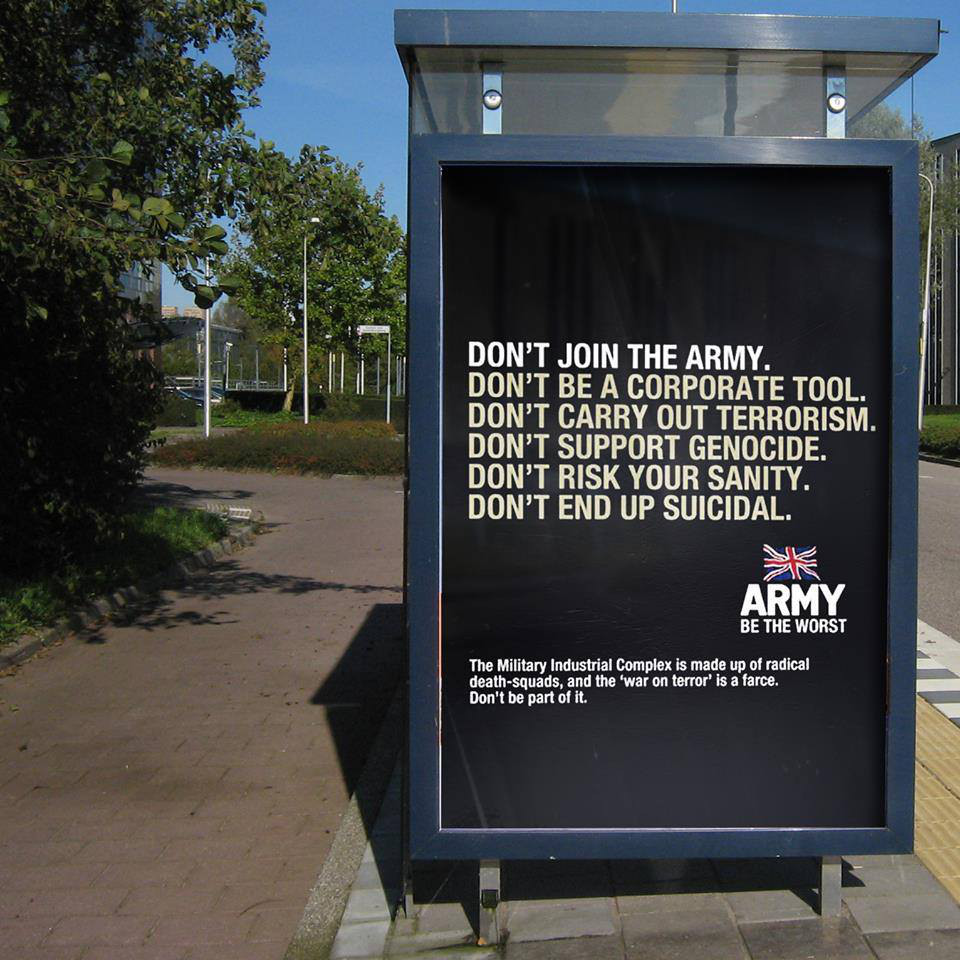 DON'T JOIN THE ARMY.
DON'T BE A CORPORATE TOOL.
DON'T CARRY OUT TERRORISM.
DON'T SUPPORT GENOCIDE.
DON'T RISK YOUR SANITY.
DON'T END UP SUICIDAL.
ARMY
BE THE WORST
The Military Industrial Complex is made up of radical
death-squads, and the 'war on terror' is a farce.
Don't be part of it.